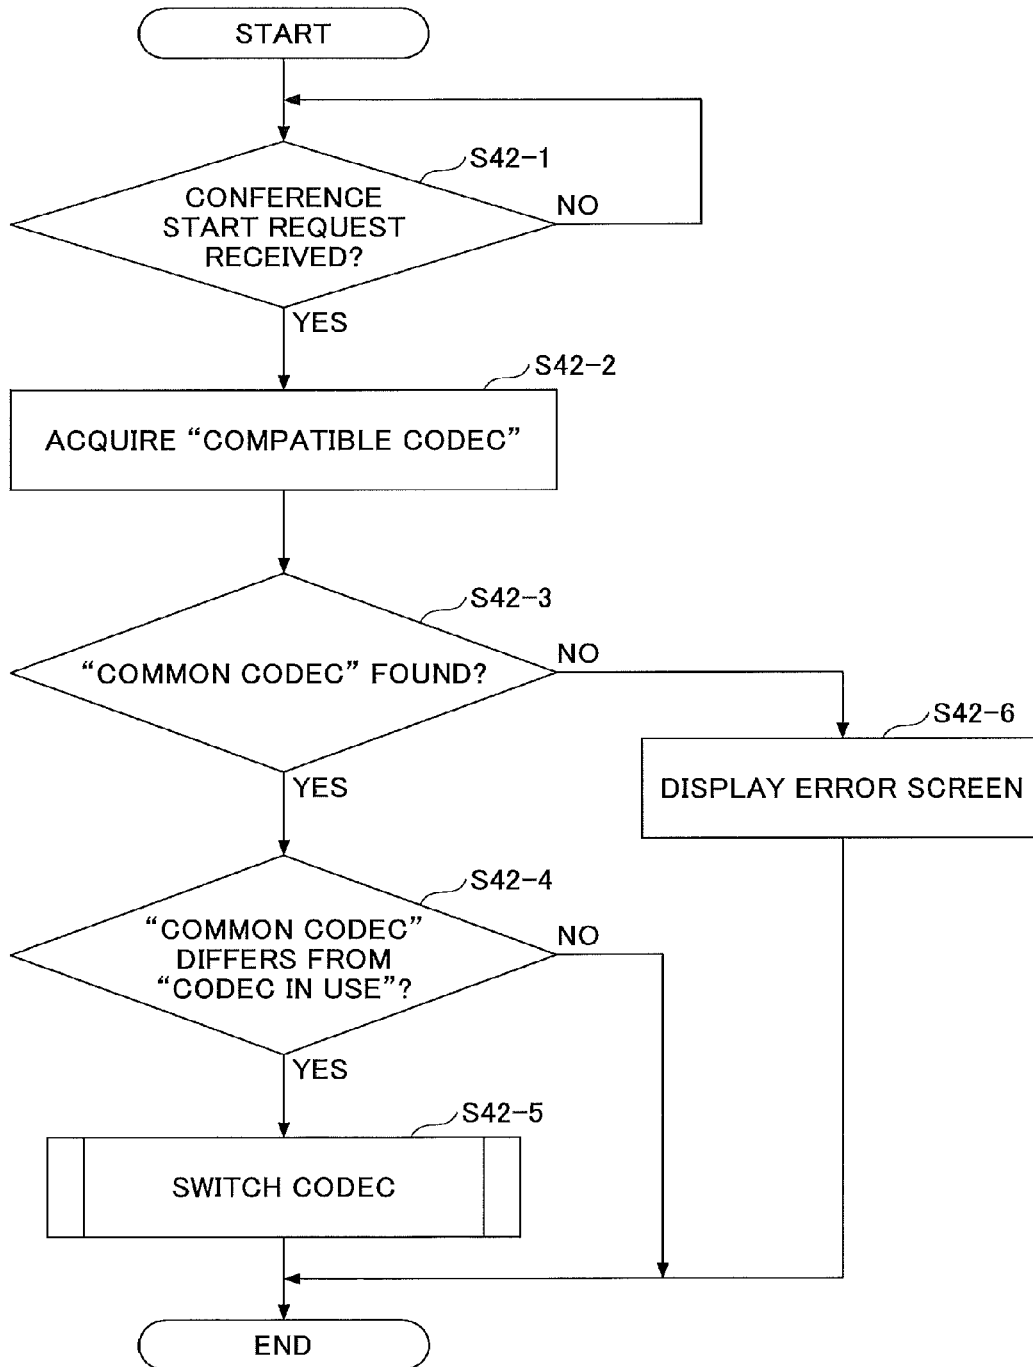 START
S42-1
CONFERENCE
START REQUEST
RECEIVED?
NO
YES
S42-2
ACQUIRE “COMPATIBLE CODEC”
S42-3
“COMMON CODEC” FOUND?
NO
YES
S42-6
DISPLAY ERROR SCREEN
S42-4
“COMMON CODEC”
DIFFERS FROM
“CODEC IN USE”?
NO
YES
S42-5
SWITCH CODEC
END